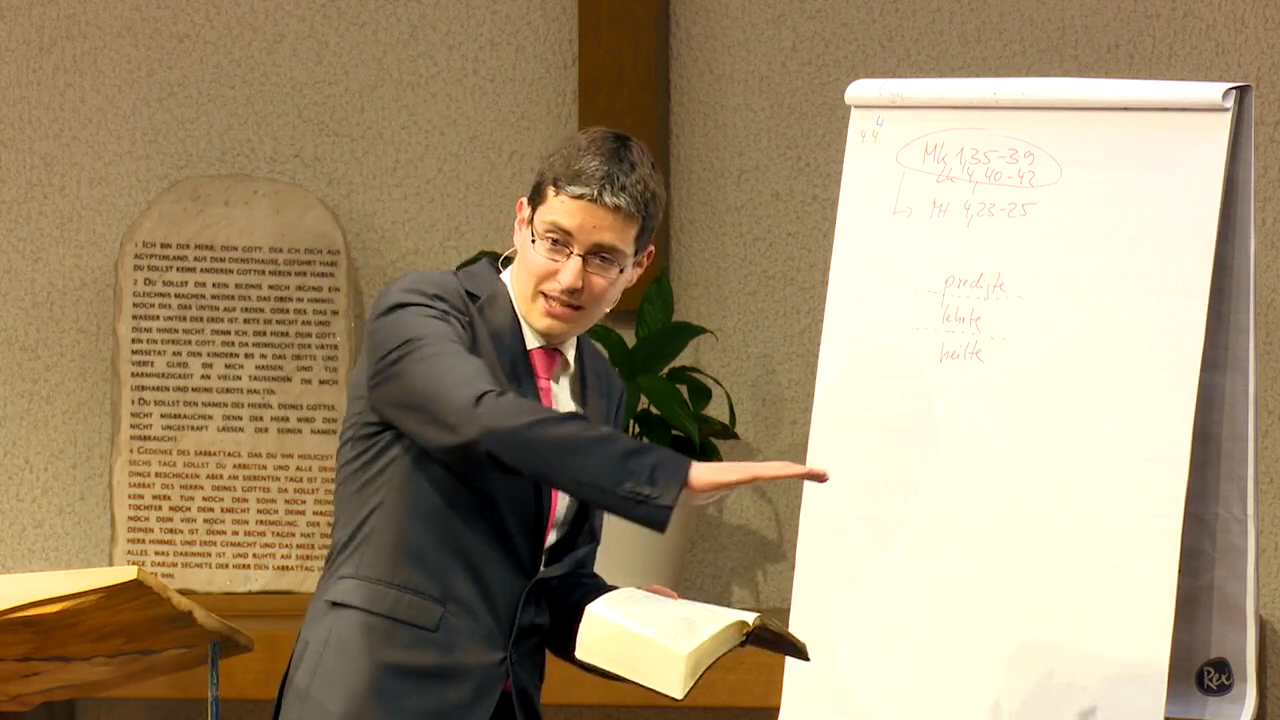 1 ICH BIN DER HERR, DEIN GOTT, DER ICH DICH AUS
ÄGYPTENLAND, AUS DEM DIENSTHAUSE, GEFÜHRT HABE.
DU SOLLST KEINE ANDEREN GÖTTER NEBEN MIR HABEN.
2 DU SOLLST DIR KEIN BILDNIS NOCH IRGEND EIN
GLEICHNIS MACHEN, WEDER DES, DAS OBEN IM HIMMEL,
NOCH DES, DAS UNTEN AUF ERDEN, ODER DES, DAS IM
WASSER UNTER DER ERDE IST. BETE SIE NICHT AN UND
DIENE IHNEN NICHT. DENN ICH, DER HERR, DEIN GOTT,
BIN EIN EIFRIGER GOTT, DER DA HEIMSUCHT DER VÄTER
MISSETAT AN DEN KINDERN BIS IN DAS DRITTE UND
VIERTE GLIED, DIE MICH HASSEN; UND TUE
BARMHERZIGKEIT AN VIELEN TAUSENDEN, DIE MICH
LIEBHABEN UND MEINE GEBOTE HALTEN.
3 DU SOLLST DEN NAMEN DES HERRN, DEINES GOTTES,
NICHT MIßBRAUCHEN; DENN DER HERR WIRD DEN
NICHT UNGESTRAFT LASSEN, DER SEINEN NAMEN
MIßBRAUCHT.
4 GEDENKE DES SABBATTAGS, DAS DU IHN HEILIGEST.
SECHS TAGE SOLLST DU ARBEITEN UND ALLE DEIN
DINGE BESCHICKEN; ABER AM SIEBENTEN TAGE IST DER
SABBAT DES HERRN, DEINES GOTTES; DA SOLLST DU
KEIN WERK TUN NOCH DEIN SOHN NOCH DEINE
TOCHTER NOCH DEIN KNECHT NOCH DEINE MAGD
NOCH DEIN VIEH NOCH DEIN FREMDLING, DER IN
DEINEN TOREN IST. DENN IN SECHS TAGEN HAT DER
HERR HIMMEL UND ERDE GEMACHT UND DAS MEER UND
ALLES, WAS DARINNEN IST, UND RUHTE AM SIEBENTEN
TAGE. DARUM SEGNETE DER HERR DEN SABBATTAG
IHN.
4 4 4
Mk 1,35-39
Lk 4,40-42
Mt 4,23-25
predigte
lehrte
heilte
Rex